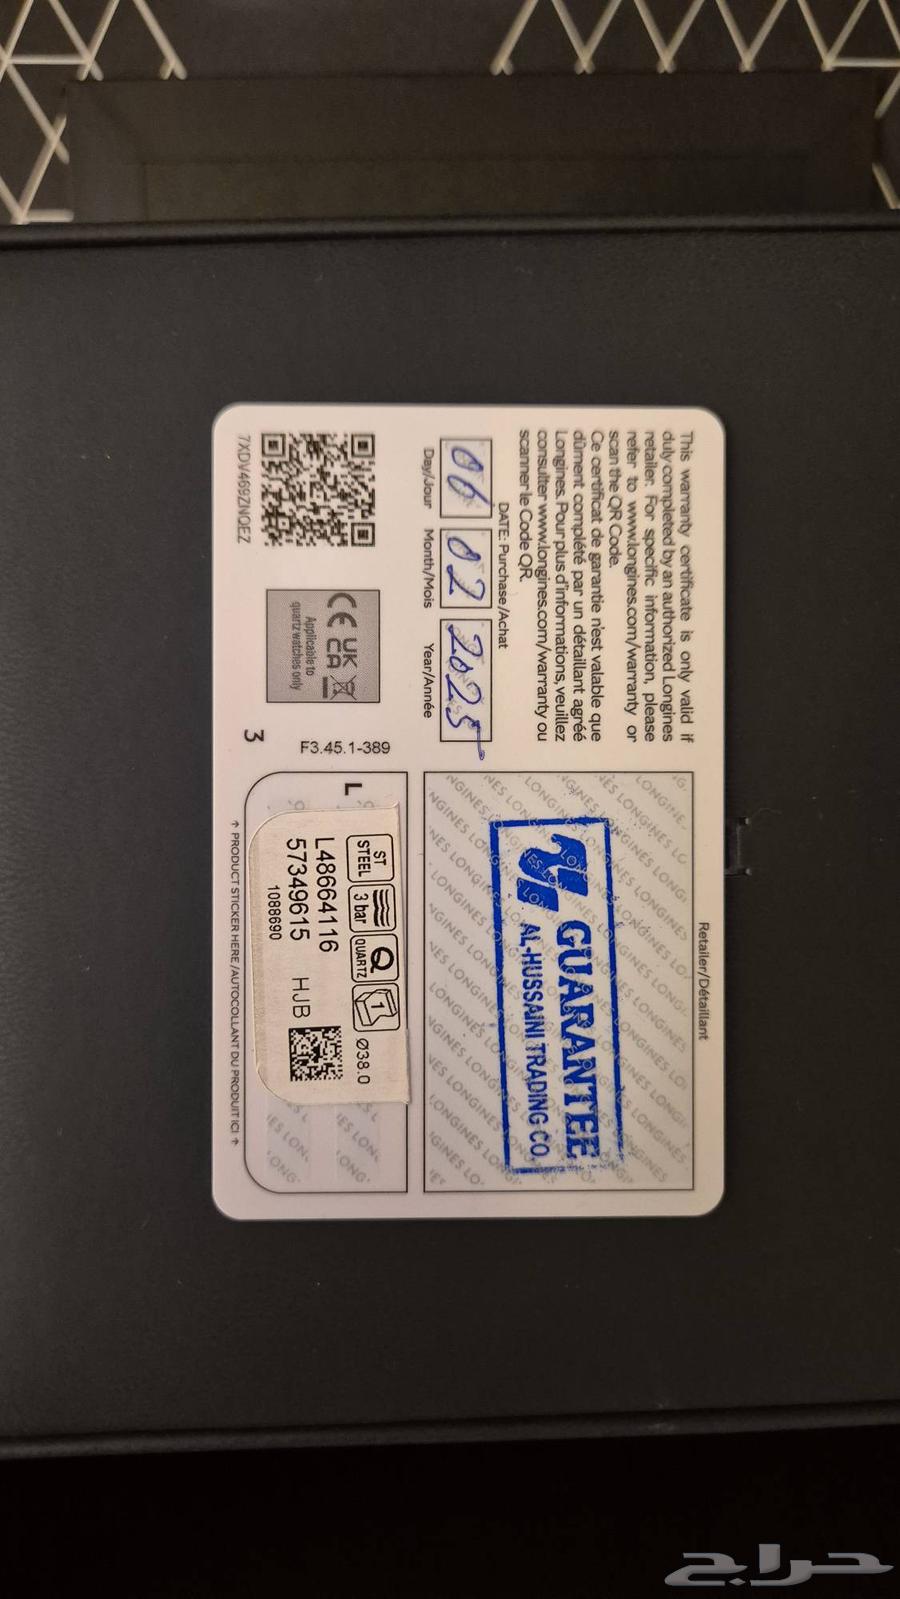 This warranty certificate is only valid if
duly completed by an authorized Longines
retailer. For specific information, please
refer to www.longines.com/warranty or
scan the QR Code.
Ce certificat de garantie n'est valable que
dûment complété par un détaillant agréé
Longines. Pour plus d'informations, veuillez
consulter www.longines.com/warranty ou
scanner le Code QR.
DATE: Purchase/Achat
06 02 2025
Day/Jour Month/Mois Year/Année
7XDV469ZNQEZ
CE UK CA
Applicable to
quartz watches only
F3.45.1-389
3
Retailer/Détaillant
GUARANTEE
AL-HUSSAINI TRADING CO.
L
ST
STEEL
3 bar
Q
QUARTZ
1
Ø38.0
L48664116
57349615 HJB
1088690
↑ PRODUCT STICKER HERE / AUTOCOLLANT DU PRODUIT ICI ↑
حراج